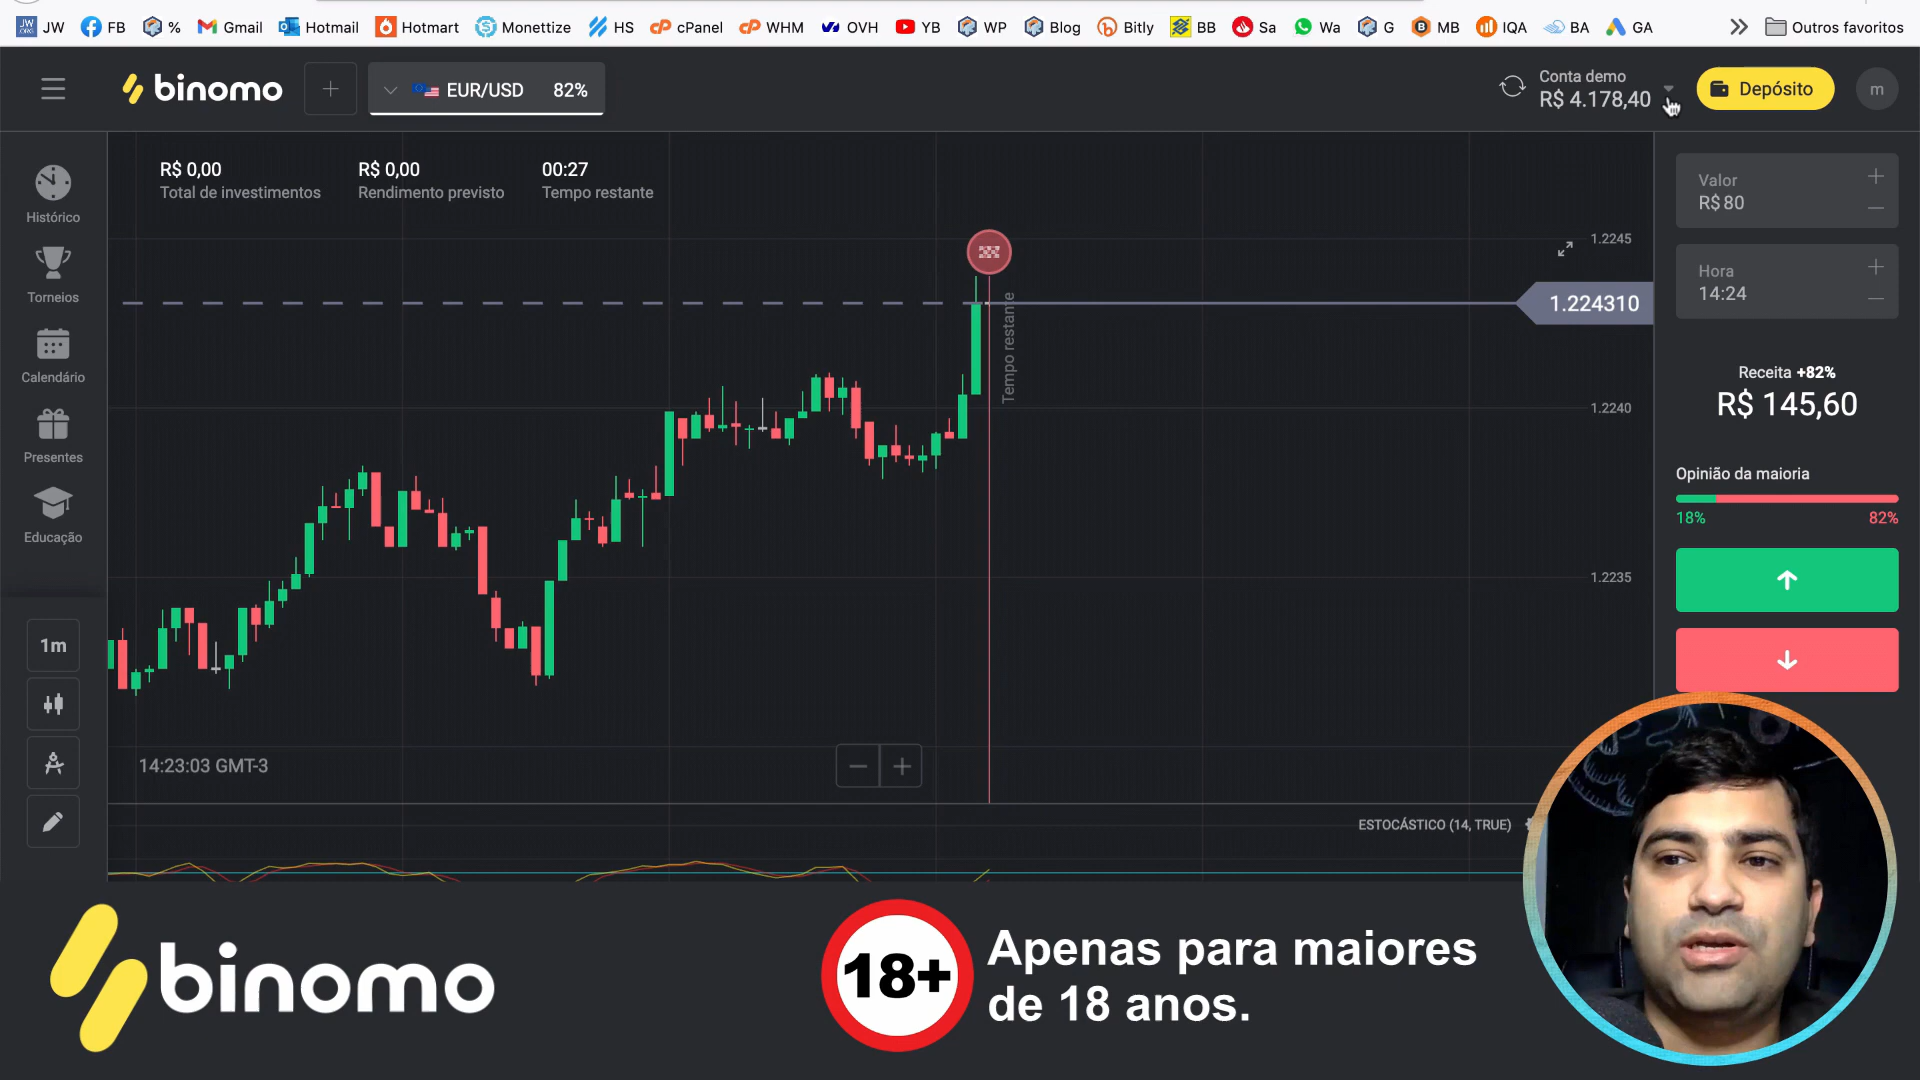 JW FB % Gmail Hotmail Hotmart Monettize HS cPanel WHM OVH YB WP Blog Bitly BB Sa Wa G MB IQA BA GA Outros favoritos
binomo
EUR/USD 82%
Conta demo
R$ 4.178,40
Depósito
m
Histórico
Torneios
Calendário
Presentes
Educação
1m
R$ 0,00
Total de investimentos
R$ 0,00
Rendimento previsto
00:27
Tempo restante
Tempo restante
1.2245
1.224310
1.2240
1.2235
14:23:03 GMT-3
ESTOCÁSTICO (14, TRUE)
Valor
R$ 80
Hora
14:24
Receita +82%
R$ 145,60
Opinião da maioria
18% 82%
binomo
18+
Apenas para maiores
de 18 anos.